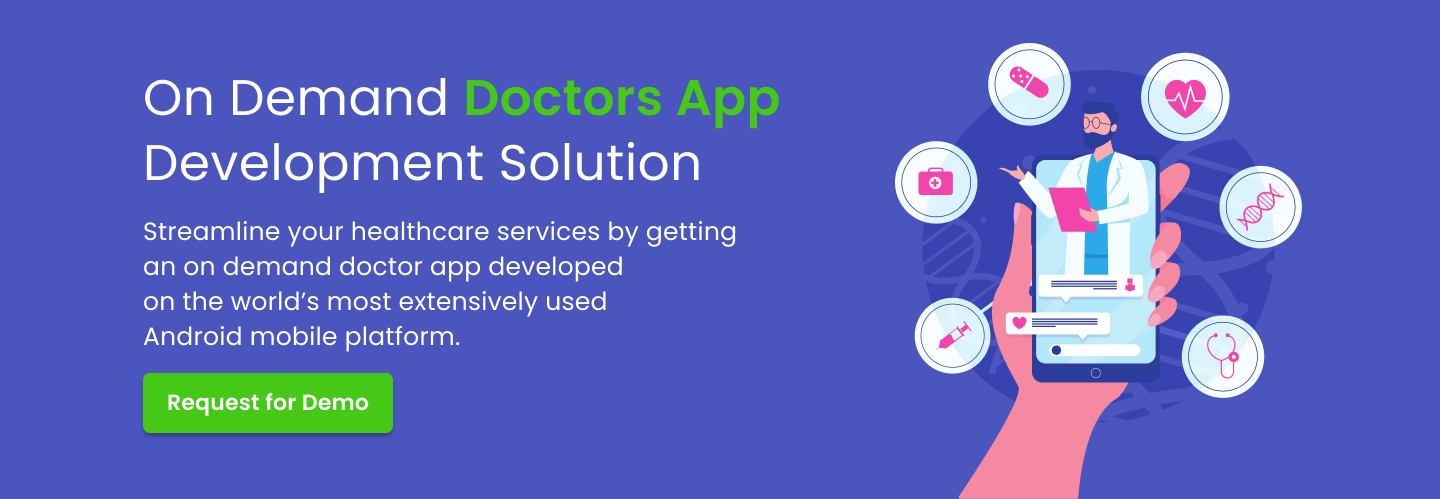 On Demand Doctors App
Development Solution
Streamline your healthcare services by getting
an on demand doctor app developed
on the world’s most extensively used
Android mobile platform.
Request for Demo